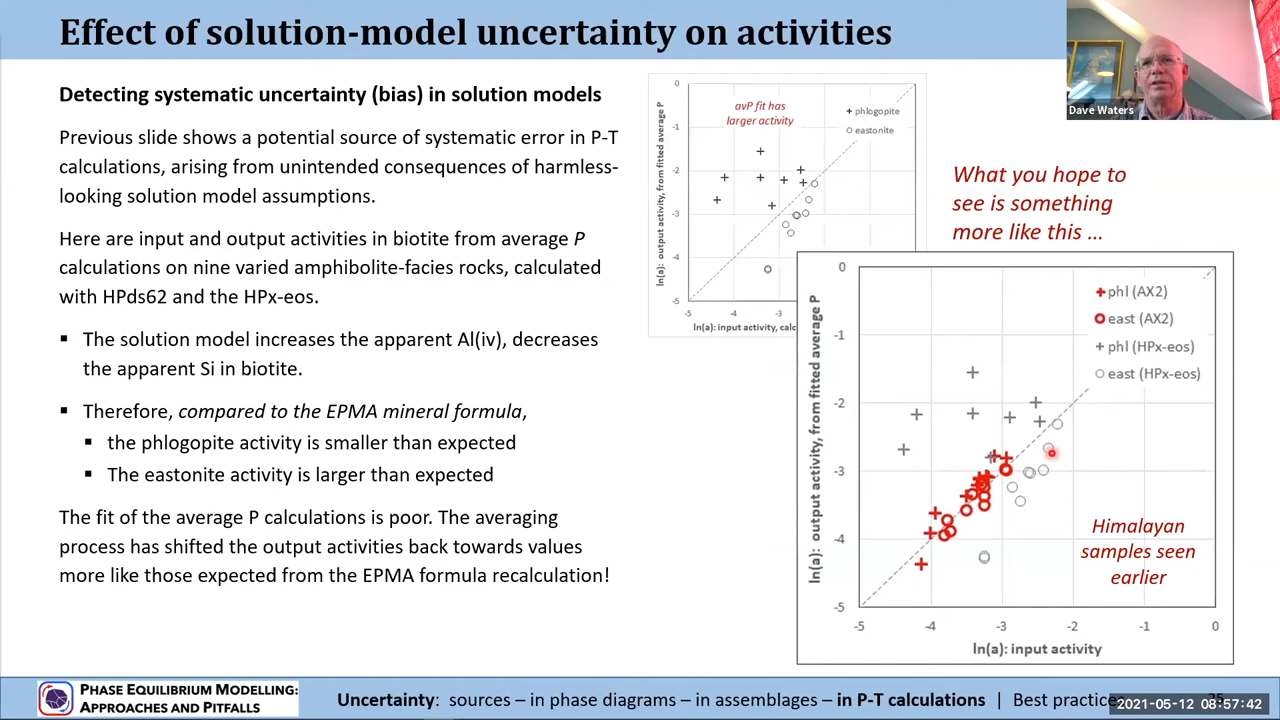 Effect of solution-model uncertainty on activities
Dave Waters
Detecting systematic uncertainty (bias) in solution models
Previous slide shows a potential source of systematic error in P-T
calculations, arising from unintended consequences of harmless-
looking solution model assumptions.
Here are input and output activities in biotite from average P
calculations on nine varied amphibolite-facies rocks, calculated
with HPds62 and the HPx-eos.
▪ The solution model increases the apparent Al(iv), decreases
the apparent Si in biotite.
▪ Therefore, compared to the EPMA mineral formula,
▪ the phlogopite activity is smaller than expected
▪ The eastonite activity is larger than expected
The fit of the average P calculations is poor. The averaging
process has shifted the output activities back towards values
more like those expected from the EPMA formula recalculation!
ln(a): output activity, from fitted average P
0
-1
-2
-3
-4
-5
avP fit has
larger activity
+ phlogopite
○ eastonite
-5 -4 -3
ln(a): input activity, calc
What you hope to
see is something
more like this ...
ln(a): output activity, from fitted average P
0
-1
-2
-3
-4
-5
+ phl (AX2)
○ east (AX2)
+ phl (HPx-eos)
○ east (HPx-eos)
Himalayan
samples seen
earlier
-5 -4 -3 -2 -1 0
ln(a): input activity
PHASE EQUILIBRIUM MODELLING:
APPROACHES AND PITFALLS
Uncertainty: sources – in phase diagrams – in assemblages – in P-T calculations | Best practice
2021-05-12 08:57:42